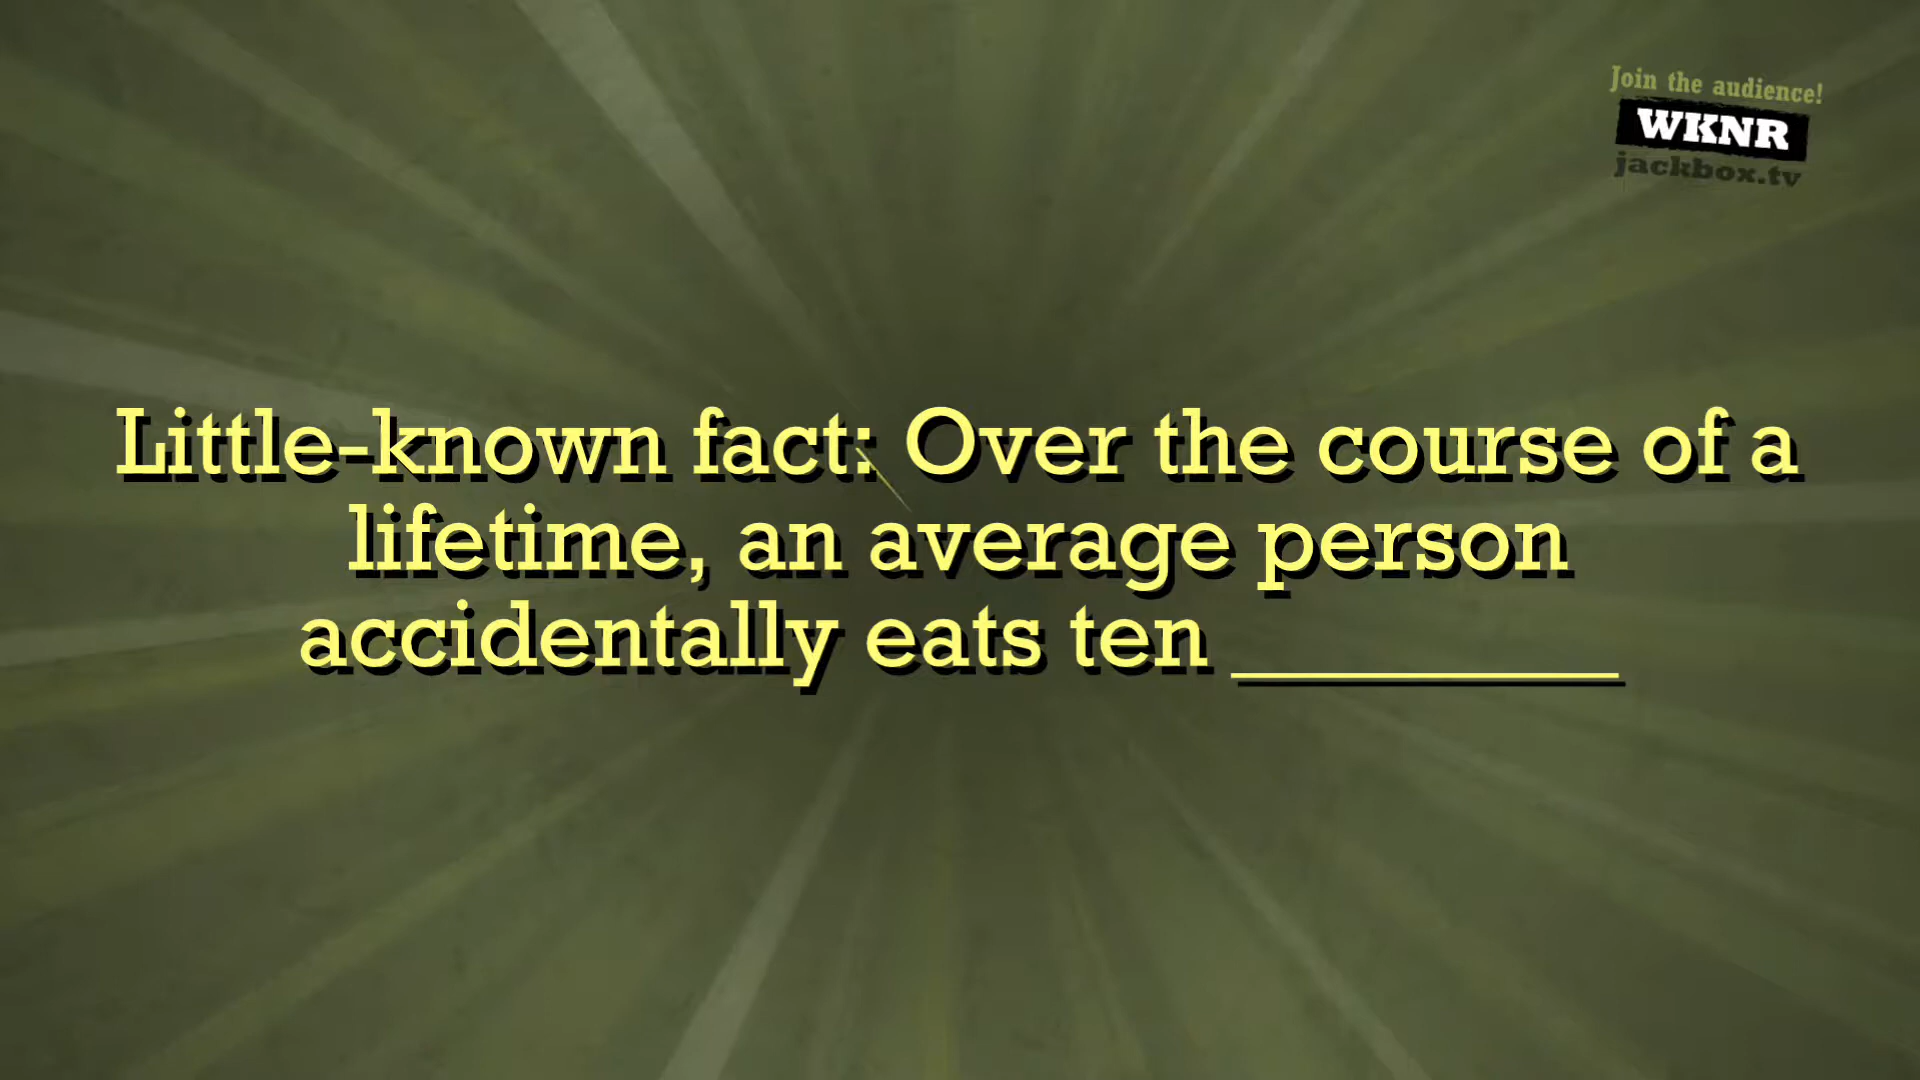 Join the audience!
WKNR
jackbox.tv
Little-known fact: Over the course of a
lifetime, an average person
accidentally eats ten ________